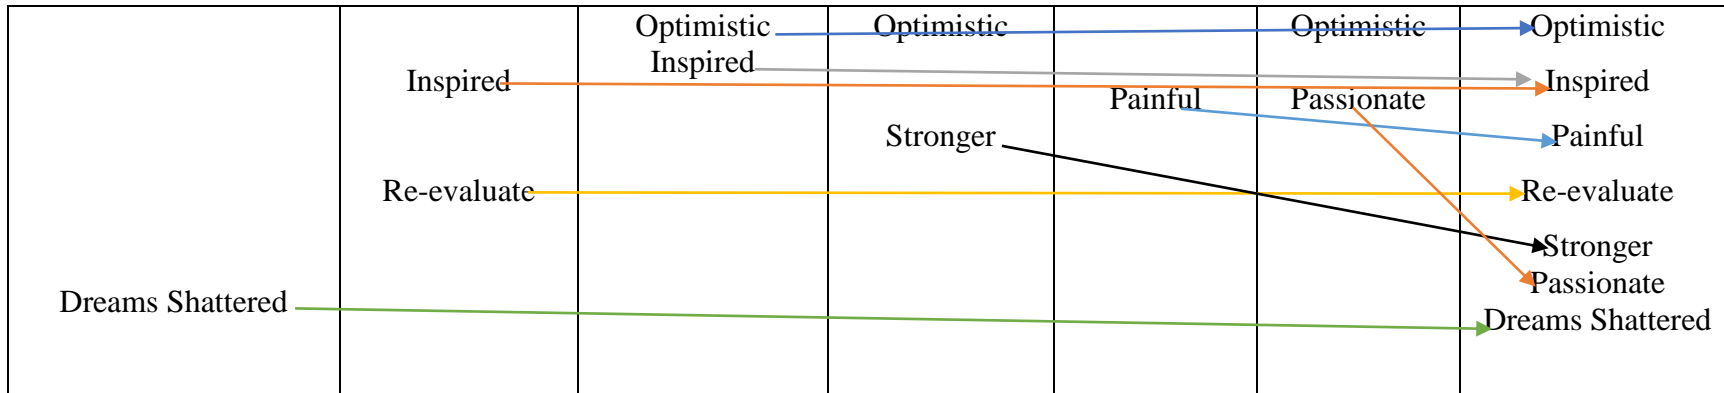 Optimistic Optimistic Optimistic Optimistic
Inspired
Inspired Inspired
Painful Passionate
Stronger Painful
Re-evaluate Re-evaluate
Stronger
Passionate
Dreams Shattered
Dreams Shattered